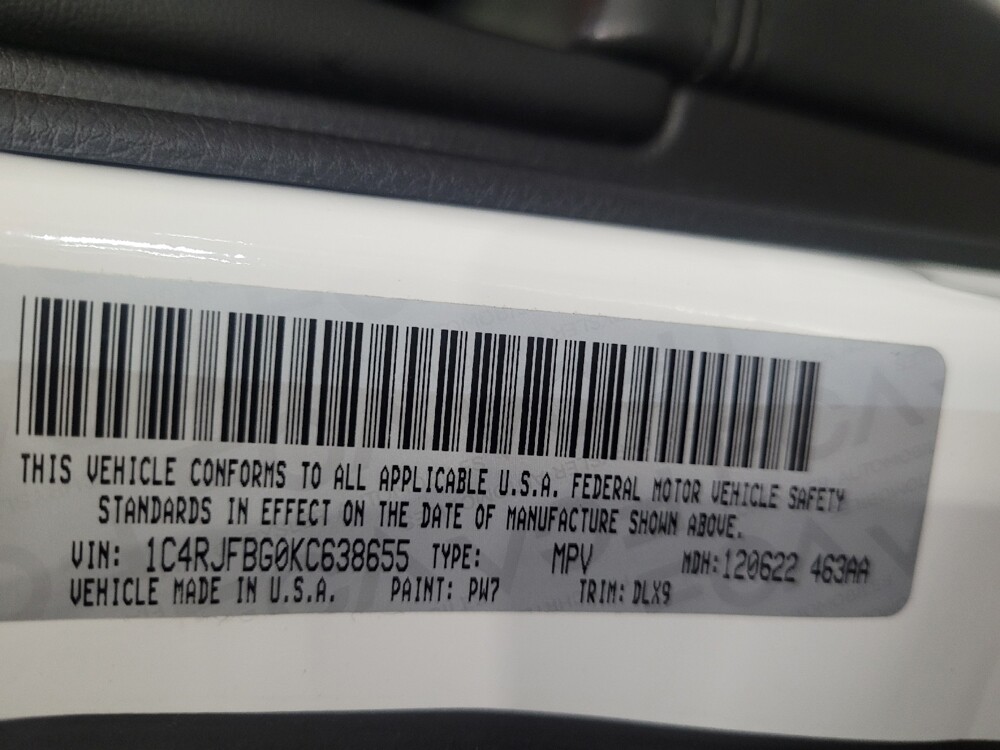 THIS VEHICLE CONFORMS TO ALL APPLICABLE U.S.A. FEDERAL MOTOR VEHICLE SAFETY
STANDARDS IN EFFECT ON THE DATE OF MANUFACTURE SHOWN ABOVE.
VIN: 1C4RJFBG0KC638655 TYPE: MPV MDH:120622 463AA
VEHICLE MADE IN U.S.A. PAINT: PW7 TRIM: DLX9